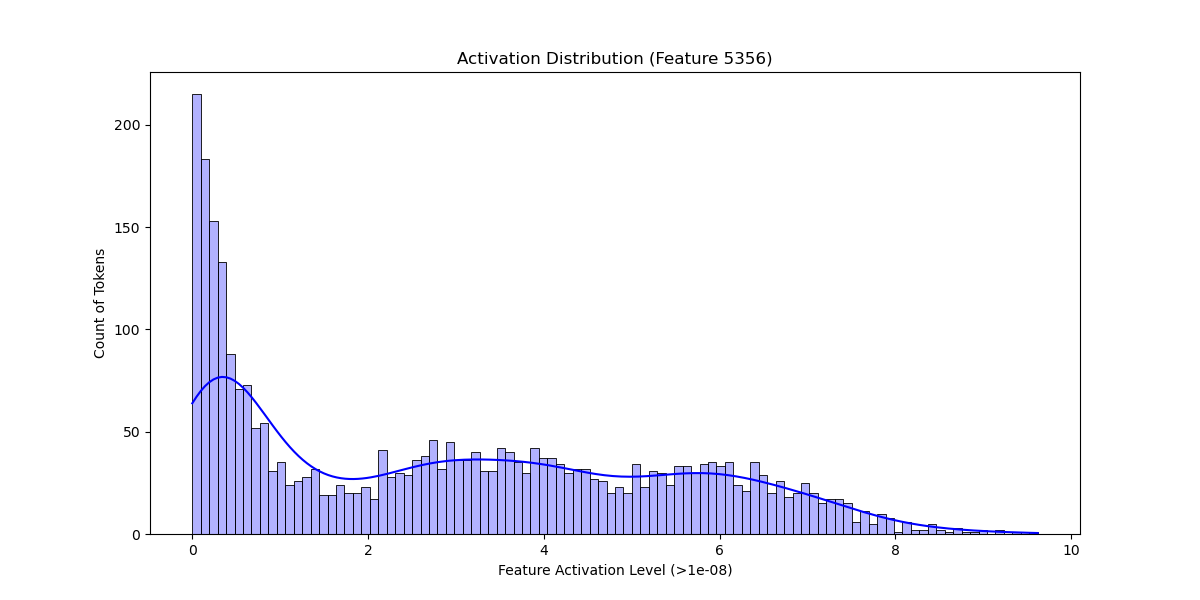 Activation Distribution (Feature 5356)
Count of Tokens
200
150
100
50
0
0 2 4 6 8 10
Feature Activation Level (>1e-08)